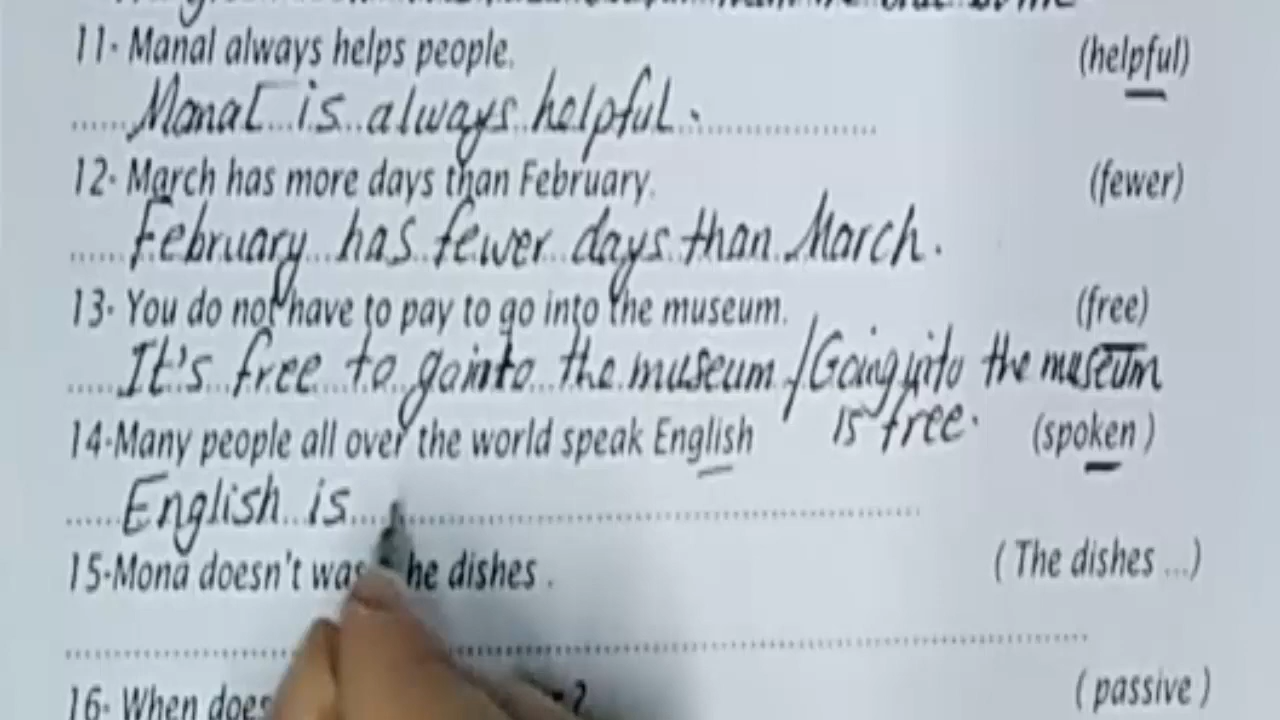 11- Manal always helps people. (helpful)
Manal is always helpful.
12- March has more days than February. (fewer)
February has fewer days than March.
13- You do not have to pay to go into the museum. (free)
It's free to go into the museum / Going into the museum
is free.
14-Many people all over the world speak English (spoken )
English is
15-Mona doesn't he dishes . ( The dishes ...)
16- When does ? ( passive )